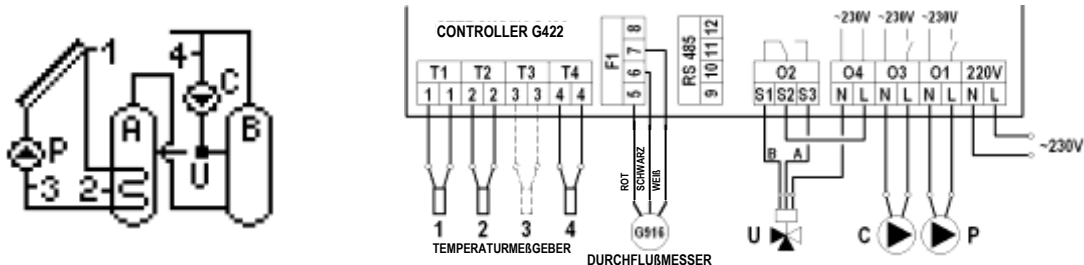 1
4
C
A
B
P
U
2
3
CONTROLLER G422
T1 T2 T3 T4
1 1 2 2 3 3 4 4
F1
5 6 7 8
RS 485
9 10 11 12
~230V ~230V ~230V
O2 O4 O3 O1 220V
S1 S2 S3 N L N L N L N L
~230V
B A
ROT
SCHWARZ
WEIß
1 2 3 4
TEMPERATURMEßGEBER
G916
DURCHFLUßMESSER
U C P